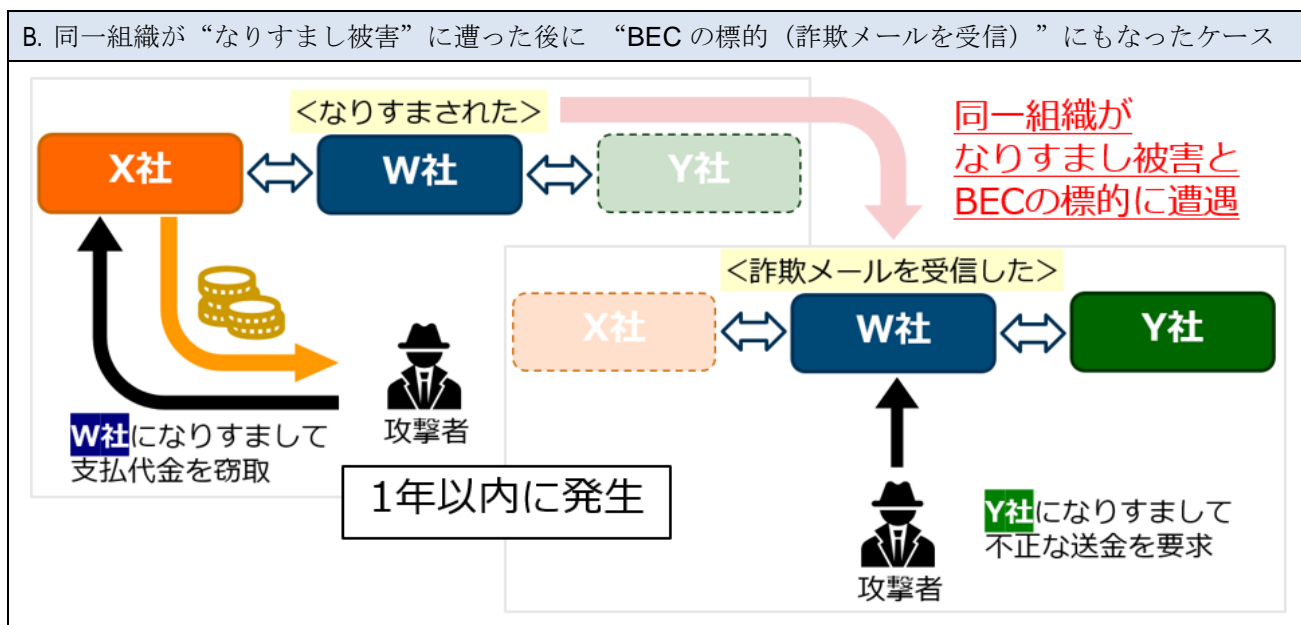 B. 同一組織が“なりすまし被害”に遭った後に “BEC の標的（詐欺メールを受信）”にもなったケース
＜なりすまされた＞
X社
W社
Y社
同一組織が
なりすまし被害と
BECの標的に遭遇
攻撃者
W社になりすまして
支払代金を窃取
1年以内に発生
＜詐欺メールを受信した＞
X社
W社
Y社
攻撃者
Y社になりすまして
不正な送金を要求